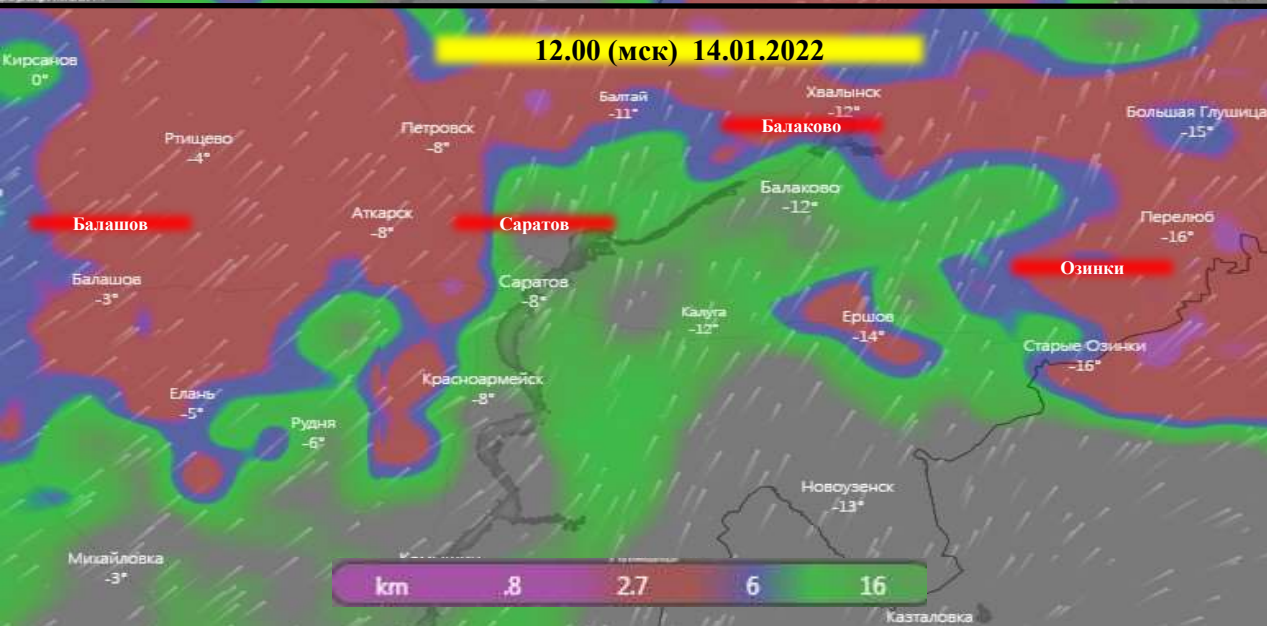 12.00 (мск) 14.01.2022
Кирсанов
0°
Балтай
-11°
Хвалынск
-12°
Балаково
Большая Глушица
-15°
Ртищево
-4°
Петровск
-8°
Балаково
-12°
Балашов
Аткарск
-8°
Саратов
Перелюб
-16°
Озинки
Балашов
-3°
Саратов
-8°
Калуга
-12°
Ершов
-14°
Старые Озинки
-16°
Красноармейск
-8°
Елань
-5°
Рудня
-6°
Новоузенск
-13°
Михайловка
-3°
km .8 2.7 6 16
Казталовка